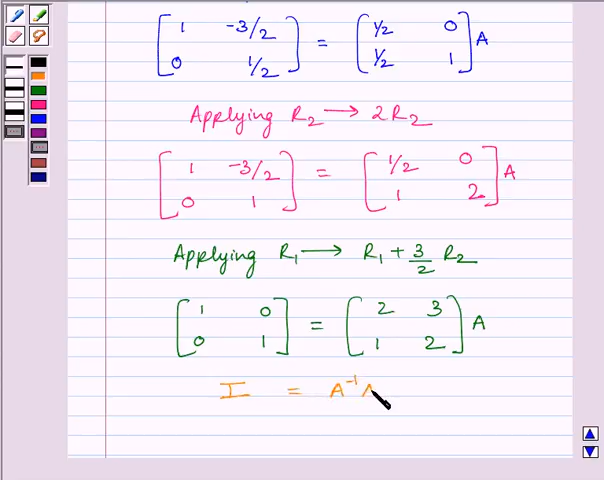 [1 -3/2; 0 1/2] = [1/2 0; 1/2 1] A
Applying R₂ → 2R₂
[1 -3/2; 0 1] = [1/2 0; 1 2] A
Applying R₁ → R₁ + 3/2 R₂
[1 0; 0 1] = [2 3; 1 2] A
I = A⁻¹ A